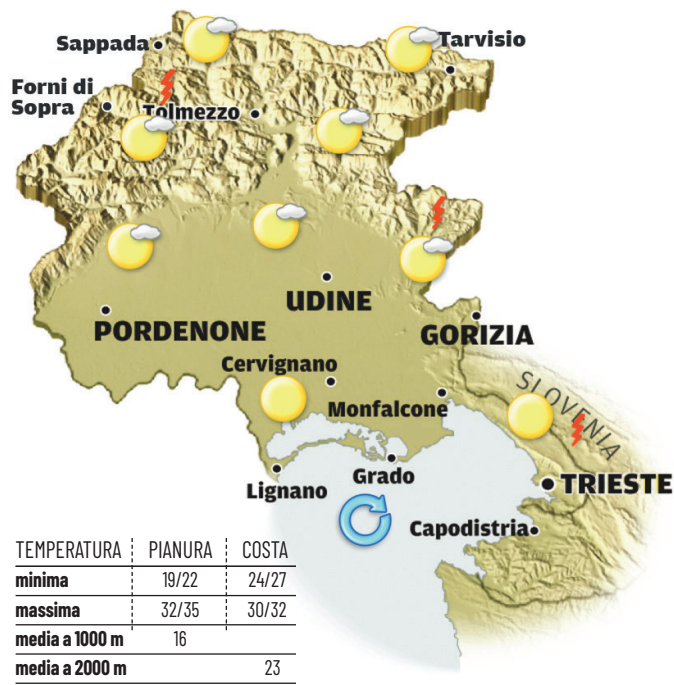 Sappada
Tarvisio
Forni di
Sopra
Tolmezzo
UDINE
PORDENONE
GORIZIA
Cervignano
SLOVENIA
Monfalcone
Grado
Lignano
TRIESTE
Capodistria
TEMPERATURA PIANURA COSTA
minima 19/22 24/27
massima 32/35 30/32
media a 1000 m 16
media a 2000 m 23